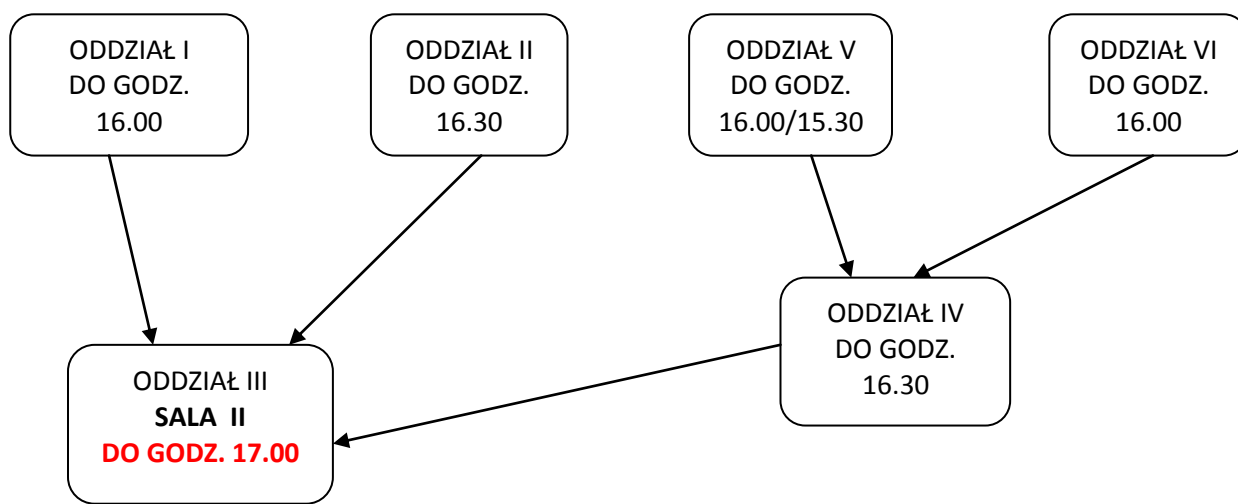 ODDZIAŁ I
DO GODZ.
16.00
ODDZIAŁ II
DO GODZ.
16.30
ODDZIAŁ V
DO GODZ.
16.00/15.30
ODDZIAŁ VI
DO GODZ.
16.00
ODDZIAŁ IV
DO GODZ.
16.30
ODDZIAŁ III
SALA II
DO GODZ. 17.00